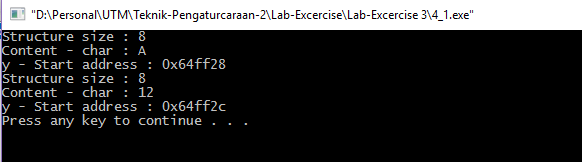 "D:\Personal\UTM\Teknik-Pengaturcaraan-2\Lab-Excercise\Lab-Excercise 3\4_1.exe"
Structure size : 8
Content - char : A
y - Start address : 0x64ff28
Structure size : 8
Content - char : 12
y - Start address : 0x64ff2c
Press any key to continue . . .